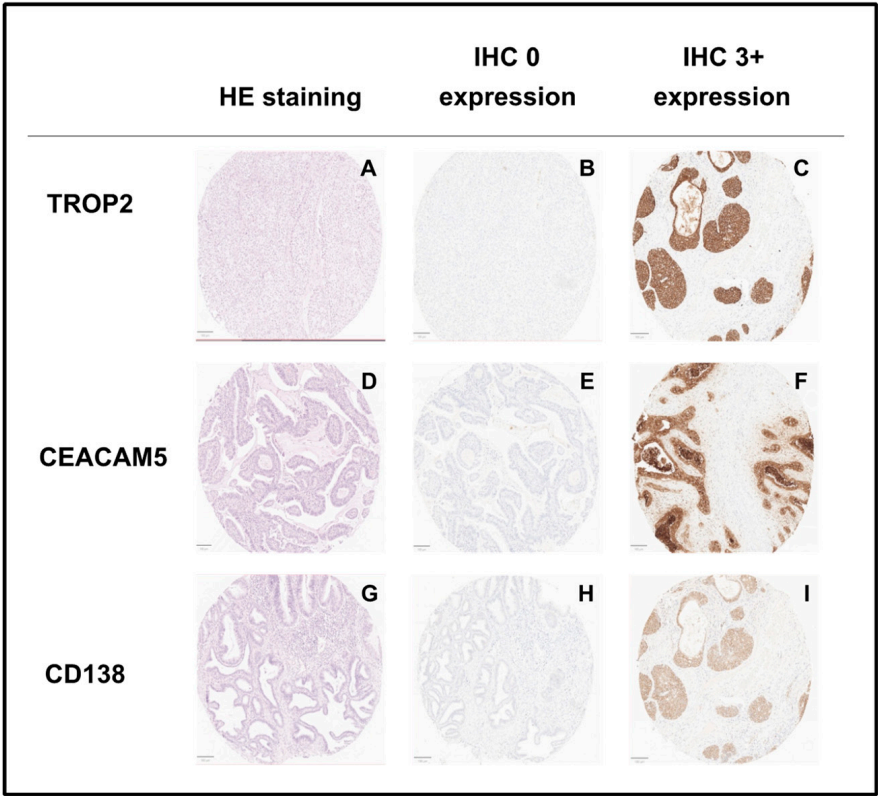 IHC 0 IHC 3+
HE staining expression expression
TROP2
A B C
CEACAM5
D E F
CD138
G H I